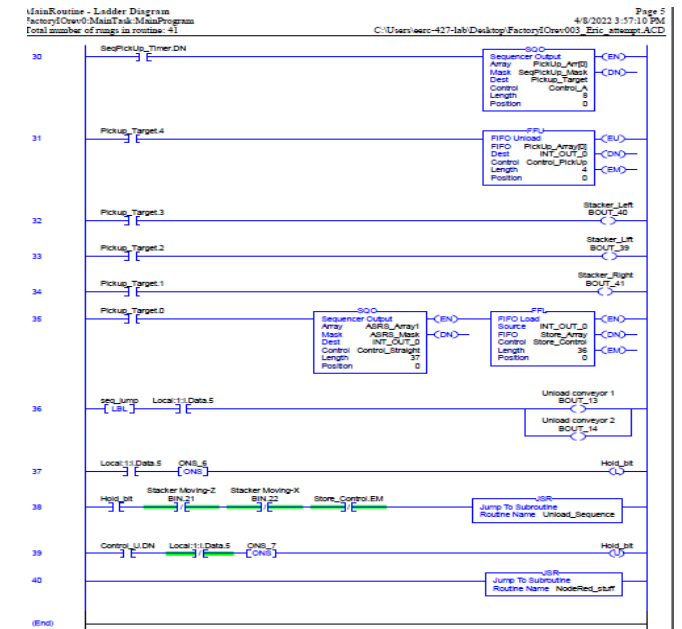 MainRoutine - Ladder Diagram Page 5
FactoryIOrev0:MainTask:MainProgram 4/8/2022 3:57:10 PM
Total number of rungs in routine: 41 C:\Users\eerc-427-lab\Desktop\FactoryIOrev003_Eric_attempt.ACD
30
SeqPickUp_Timer.DN
SQO
Sequencer Output
Array PickUp_Arr[0]
Mask SeqPickUp_Mask
Dest Pickup_Target
Control Control_A
Length 8
Position 0
EN
DN
31
Pickup_Target.4
FFU
FIFO Unload
FIFO PickUp_Array[0]
Dest INT_OUT_0
Control Control_PickUp
Length 4
Position 0
EU
DN
EM
32
Pickup_Target.3
Stacker_Left
BOUT_40
33
Pickup_Target.2
Stacker_Lift
BOUT_39
34
Pickup_Target.1
Stacker_Right
BOUT_41
35
Pickup_Target.0
SQO
Sequencer Output
Array ASRS_Array1
Mask ASRS_Mask
Dest INT_OUT_0
Control Control_Straight
Length 37
Position 0
EN
DN
FFL
FIFO Load
Source INT_OUT_0
FIFO Store_Array
Control Store_Control
Length 36
Position 0
EN
DN
EM
36
seq_jump
LBL
Local:1:I.Data.5
Unload conveyor 1
BOUT_13
Unload conveyor 2
BOUT_14
37
Local:1:I.Data.5
ONS_6
ONS
Hold_bit
L
38
Hold_bit
Stacker Moving-Z
BIN.21
Stacker Moving-X
BIN.22
Store_Control.EM
JSR
Jump To Subroutine
Routine Name Unload_Sequence
39
Control_U.DN
Local:1:I.Data.5
ONS_7
ONS
Hold_bit
U
40
JSR
Jump To Subroutine
Routine Name NodeRed_stuff
(End)